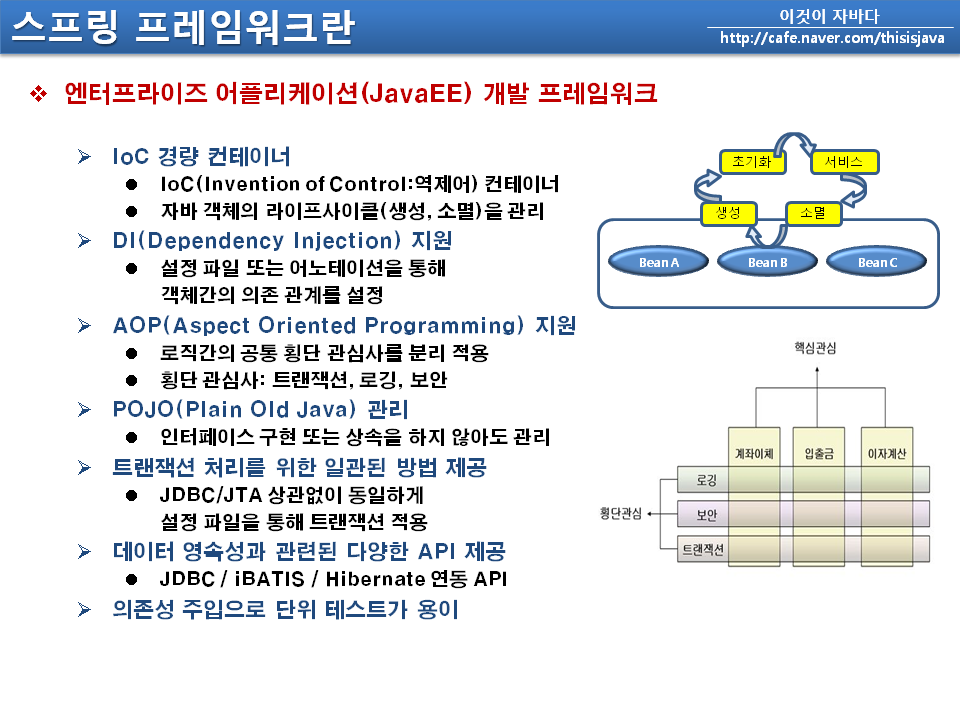 스프링 프레임워크란
이것이 자바다
http://cafe.naver.com/thisisjava
❖ 엔터프라이즈 어플리케이션(JavaEE) 개발 프레임워크
➢ IoC 경량 컨테이너
● IoC(Invention of Control:역제어) 컨테이너
● 자바 객체의 라이프사이클(생성, 소멸)을 관리
➢ DI(Dependency Injection) 지원
● 설정 파일 또는 어노테이션을 통해
객체간의 의존 관계를 설정
➢ AOP(Aspect Oriented Programming) 지원
● 로직간의 공통 횡단 관심사를 분리 적용
● 횡단 관심사: 트랜잭션, 로깅, 보안
➢ POJO(Plain Old Java) 관리
● 인터페이스 구현 또는 상속을 하지 않아도 관리
➢ 트랜잭션 처리를 위한 일관된 방법 제공
● JDBC/JTA 상관없이 동일하게
설정 파일을 통해 트랜잭션 적용
➢ 데이터 영속성과 관련된 다양한 API 제공
● JDBC / iBATIS / Hibernate 연동 API
➢ 의존성 주입으로 단위 테스트가 용이
초기화
서비스
생성
소멸
Bean A
Bean B
Bean C
핵심관심
계좌이체
입출금
이자계산
로깅
횡단관심
보안
트랜잭션